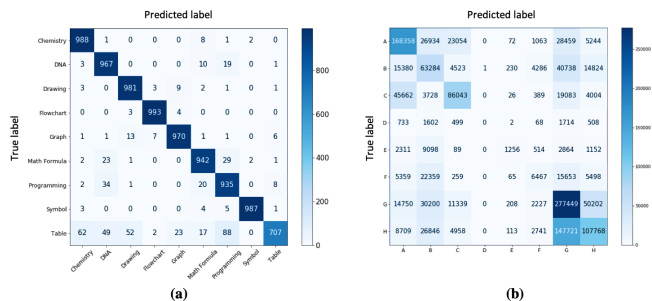 Predicted label
Chemistry 988 1 0 0 0 8 1 2 0
DNA 3 967 0 0 0 10 19 0 1
Drawing 3 0 981 3 9 2 1 0 1
Flowchart 0 0 3 993 4 0 0 0 0
Graph 1 1 13 7 970 1 1 0 6
Math Formula 2 23 0 0 0 942 29 2 1
Programming 2 34 0 1 0 20 935 0 8
Symbol 3 0 0 0 0 4 5 987 1
Table 62 49 52 2 23 17 88 0 707
Chemistry DNA Drawing Flowchart Graph Math Formula Programming Symbol Table
True label
800
600
400
200
0
(a)
Predicted label
A 168358 26934 23054 0 72 1063 28459 5244
B 15380 63284 4523 1 230 4286 40738 14824
C 45662 3728 86043 0 26 389 19083 4004
D 733 1602 499 0 2 68 1714 508
E 2311 9098 89 0 1256 514 2864 1152
F 5359 22359 259 0 65 6467 15653 5498
G 14750 30200 11339 0 208 2227 277449 50202
H 8709 26846 4958 0 113 2741 147721 107768
A B C D E F G H
True label
250000
200000
150000
100000
50000
0
(b)